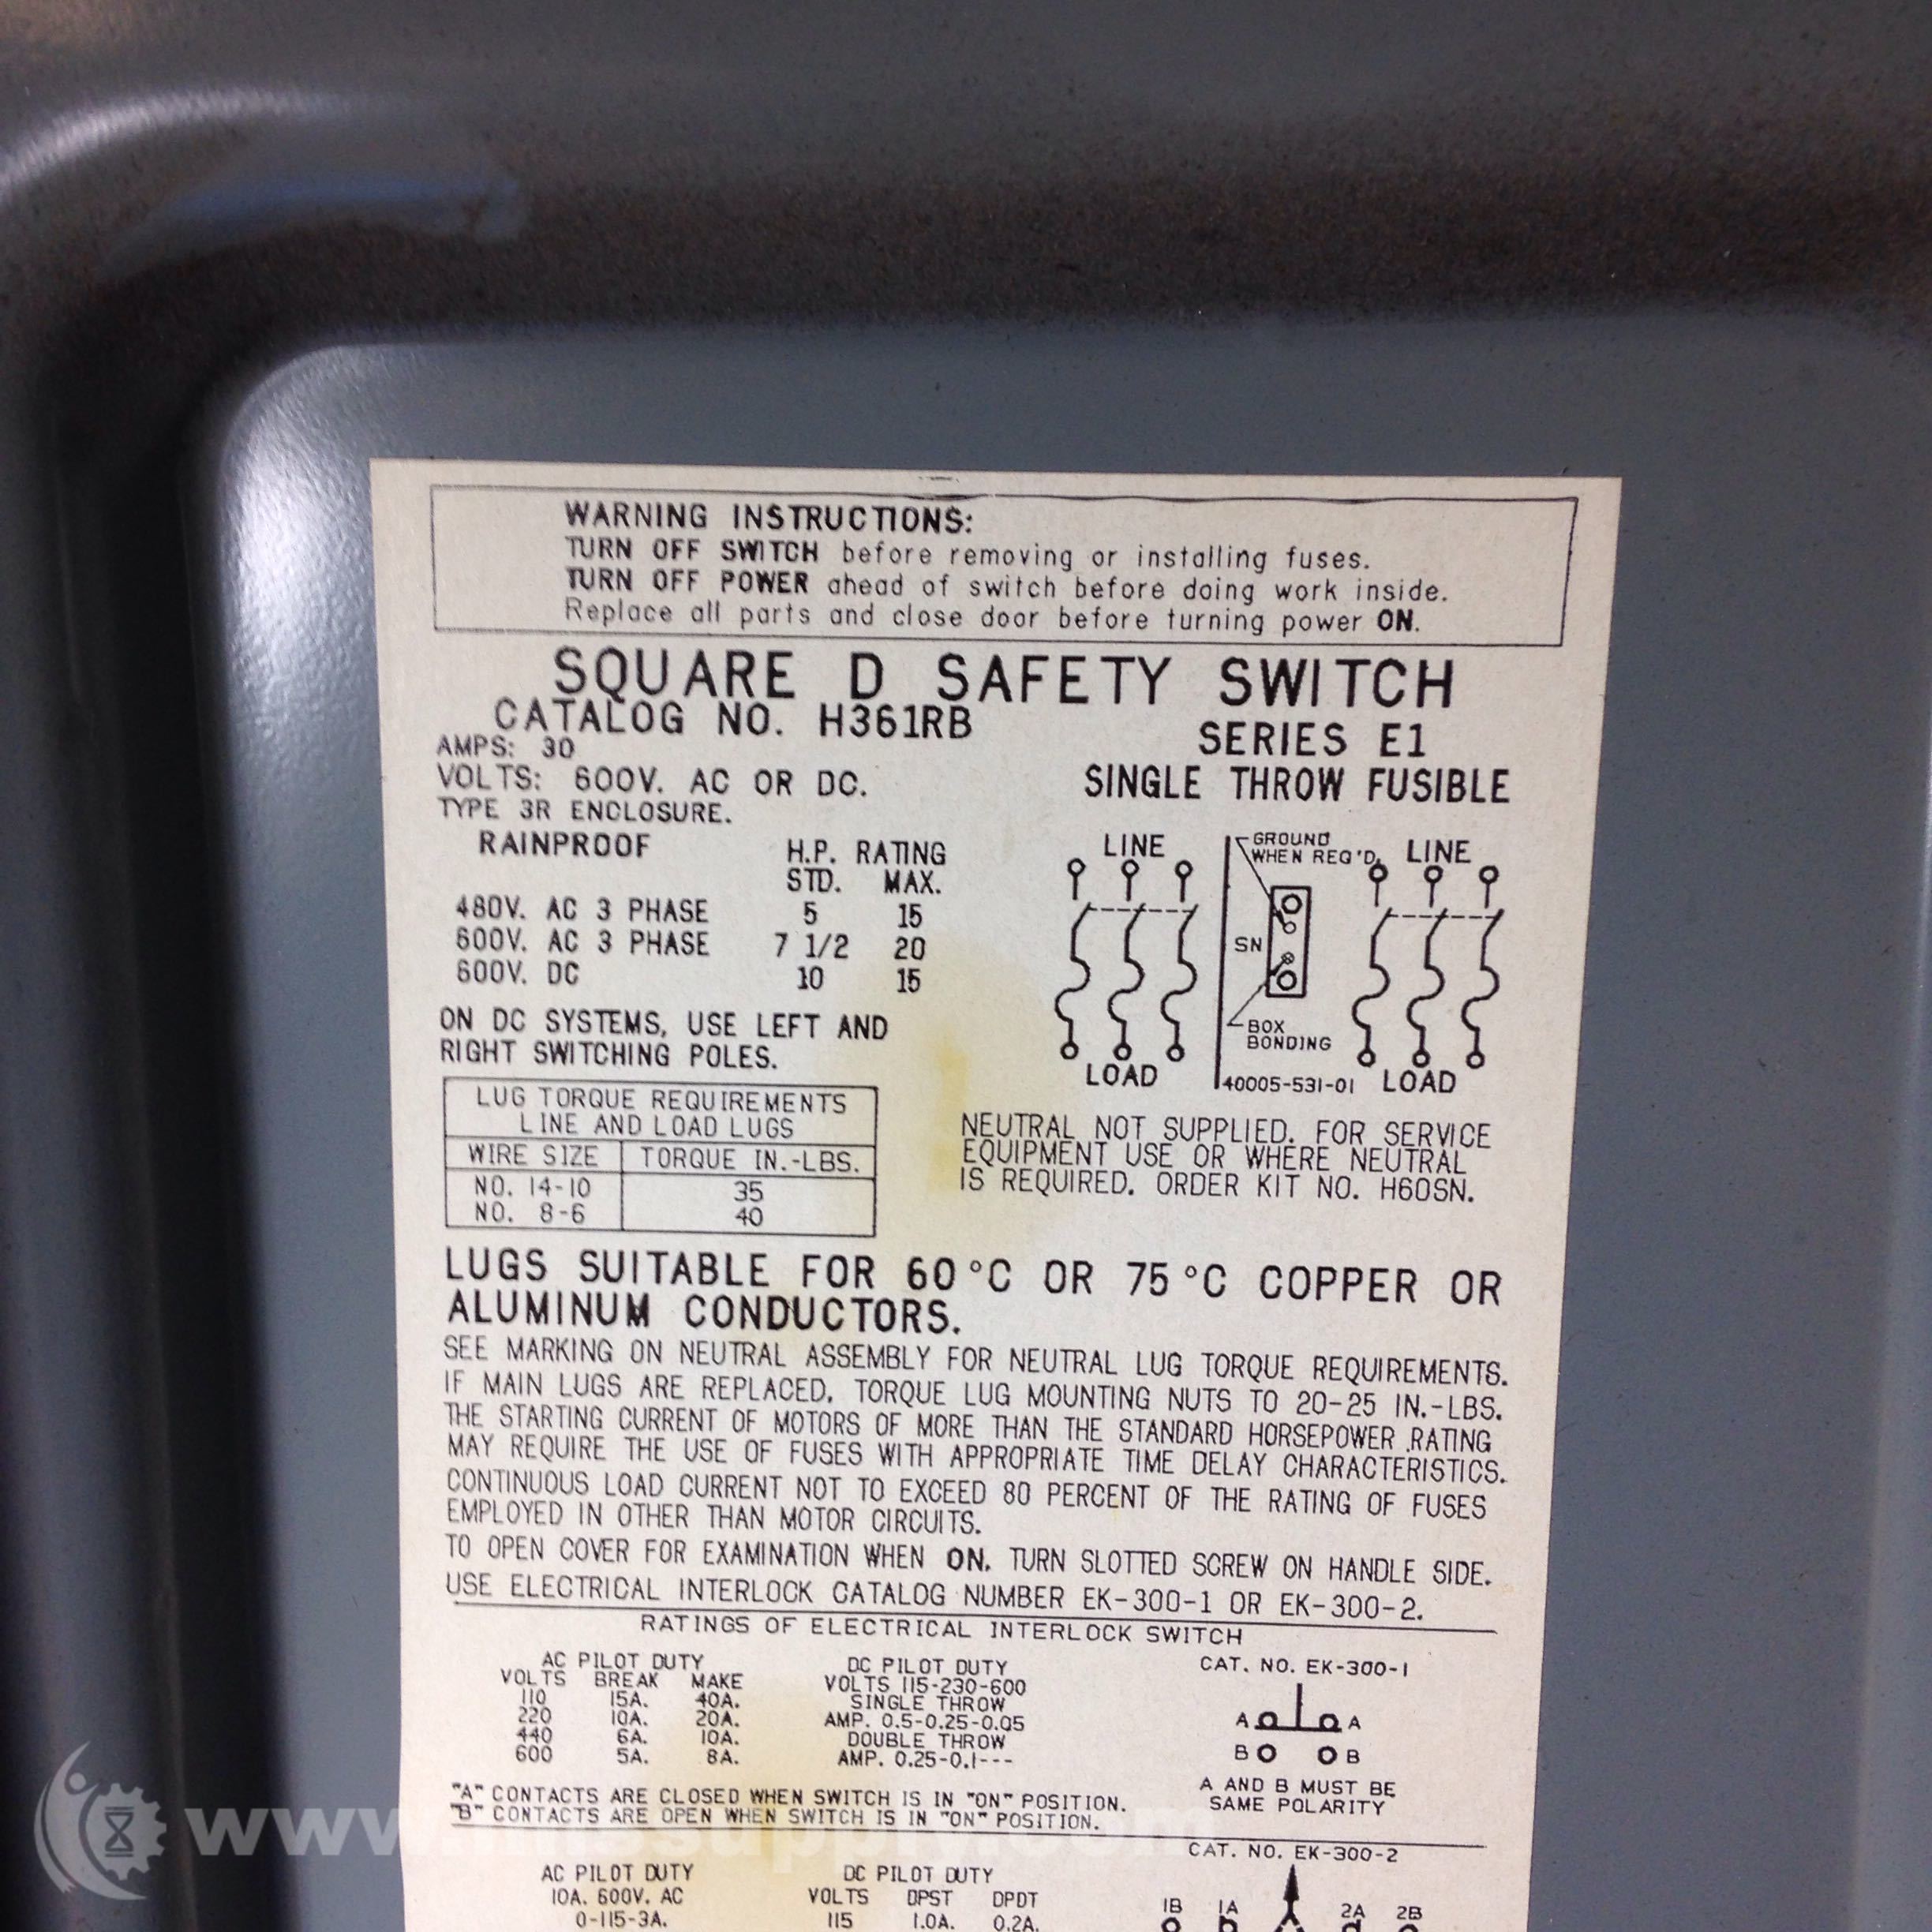 WARNING INSTRUCTIONS:
TURN OFF SWITCH before removing or installing fuses.
TURN OFF POWER ahead of switch before doing work inside.
Replace all parts and close door before turning power ON.
SQUARE D SAFETY SWITCH
CATALOG NO. H361RB
SERIES E1
AMPS: 30
VOLTS: 600V. AC OR DC.
SINGLE THROW FUSIBLE
TYPE 3R ENCLOSURE.
RAINPROOF
H.P. RATING
STD. MAX.
480V. AC 3 PHASE 5 15
600V. AC 3 PHASE 7 1/2 20
600V. DC 10 15
ON DC SYSTEMS, USE LEFT AND
RIGHT SWITCHING POLES.
LINE
LOAD
GROUND
WHEN REQ'D.
SN
BOX
BONDING
40005-531-01
LINE
LOAD
LUG TORQUE REQUIREMENTS
LINE AND LOAD LUGS
WIRE SIZE TORQUE IN.-LBS.
NO. 14-10 35
NO. 8-6 40
NEUTRAL NOT SUPPLIED. FOR SERVICE
EQUIPMENT USE OR WHERE NEUTRAL
IS REQUIRED. ORDER KIT NO. H60SN.
LUGS SUITABLE FOR 60°C OR 75°C COPPER OR
ALUMINUM CONDUCTORS.
SEE MARKING ON NEUTRAL ASSEMBLY FOR NEUTRAL LUG TORQUE REQUIREMENTS.
IF MAIN LUGS ARE REPLACED, TORQUE LUG MOUNTING NUTS TO 20-25 IN.-LBS.
THE STARTING CURRENT OF MOTORS OF MORE THAN THE STANDARD HORSEPOWER RATING
MAY REQUIRE THE USE OF FUSES WITH APPROPRIATE TIME DELAY CHARACTERISTICS.
CONTINUOUS LOAD CURRENT NOT TO EXCEED 80 PERCENT OF THE RATING OF FUSES
EMPLOYED IN OTHER THAN MOTOR CIRCUITS.
TO OPEN COVER FOR EXAMINATION WHEN ON, TURN SLOTTED SCREW ON HANDLE SIDE.
USE ELECTRICAL INTERLOCK CATALOG NUMBER EK-300-1 OR EK-300-2.
RATINGS OF ELECTRICAL INTERLOCK SWITCH
AC PILOT DUTY
VOLTS BREAK MAKE
110 15A. 40A.
220 10A. 20A.
440 6A. 10A.
600 5A. 8A.
DC PILOT DUTY
VOLTS 115-230-600
SINGLE THROW
AMP. 0.5-0.25-0.05
DOUBLE THROW
AMP. 0.25-0.1---
CAT. NO. EK-300-1
A A
B B
A AND B MUST BE
SAME POLARITY
"A" CONTACTS ARE CLOSED WHEN SWITCH IS IN "ON" POSITION.
"B" CONTACTS ARE OPEN WHEN SWITCH IS IN "ON" POSITION.
AC PILOT DUTY
10A. 600V. AC
0-115-3A.
DC PILOT DUTY
VOLTS DPST DPDT
115 1.0A. 0.2A.
CAT. NO. EK-300-2
1B 1A 2A 2B